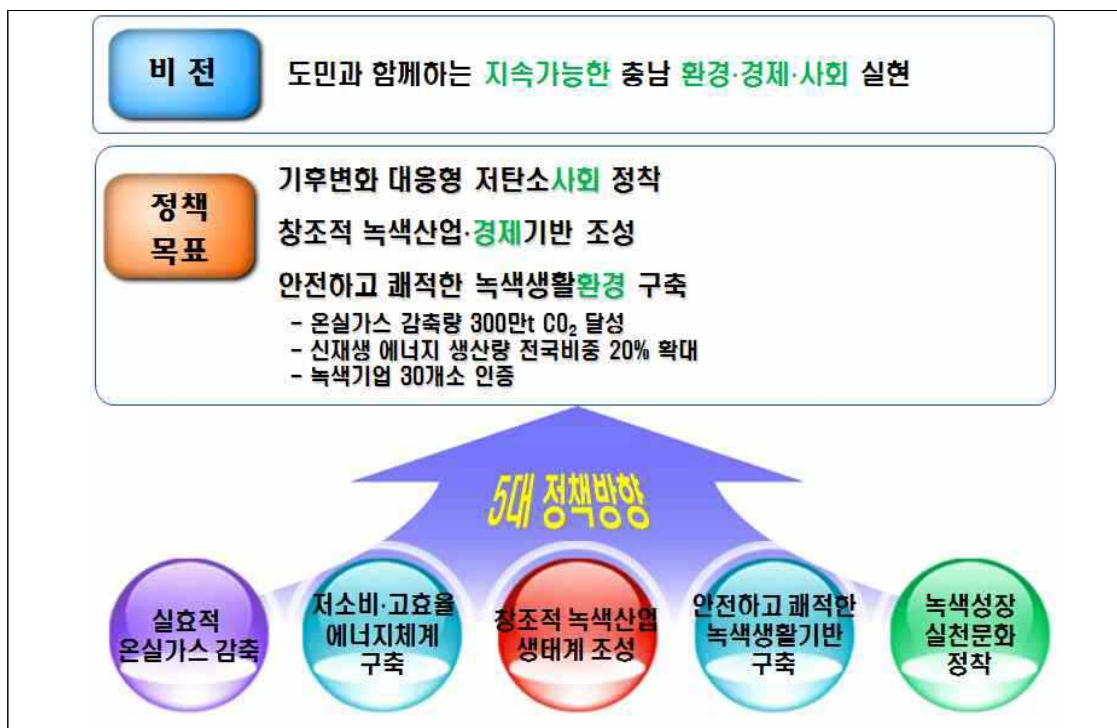 비 전
도민과 함께하는 지속가능한 충남 환경·경제·사회 실현
정책
목표
기후변화 대응형 저탄소사회 정착
창조적 녹색산업·경제기반 조성
안전하고 쾌적한 녹색생활환경 구축
- 온실가스 감축량 300만t CO₂ 달성
- 신재생 에너지 생산량 전국비중 20% 확대
- 녹색기업 30개소 인증
5대 정책방향
실효적
온실가스 감축
저소비·고효율
에너지체계
구축
창조적 녹색산업
생태계 조성
안전하고 쾌적한
녹색생활기반
구축
녹색성장
실천문화
정착